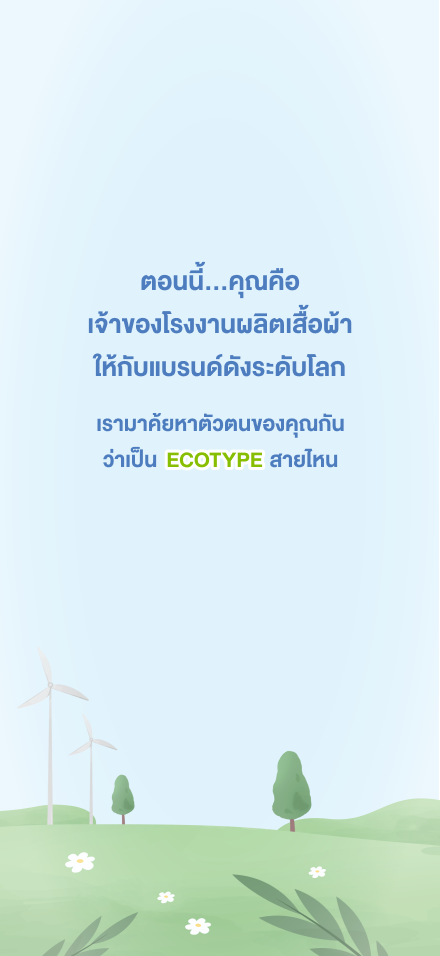 ตอนนี้...คุณคือ
เจ้าของโรงงานผลิตเสื้อผ้า
ให้กับแบรนด์ดังระดับโลก
เรามาค้ยหาตัวตนของคุณกัน
ว่าเป็น ECOTYPE สายไหน